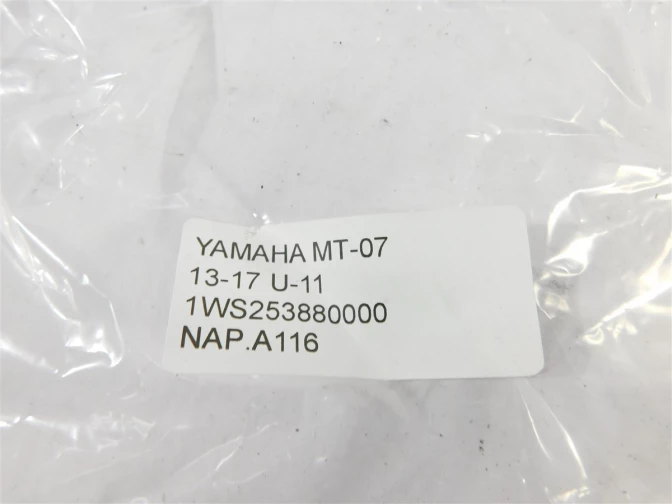 YAMAHA MT-07
13-17 U-11
1WS253880000
NAP.A116